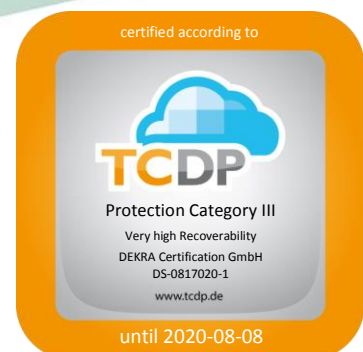 certified according to
TCDP
Protection Category III
Very high Recoverability
DEKRA Certification GmbH
DS-0817020-1
www.tcdp.de
until 2020-08-08